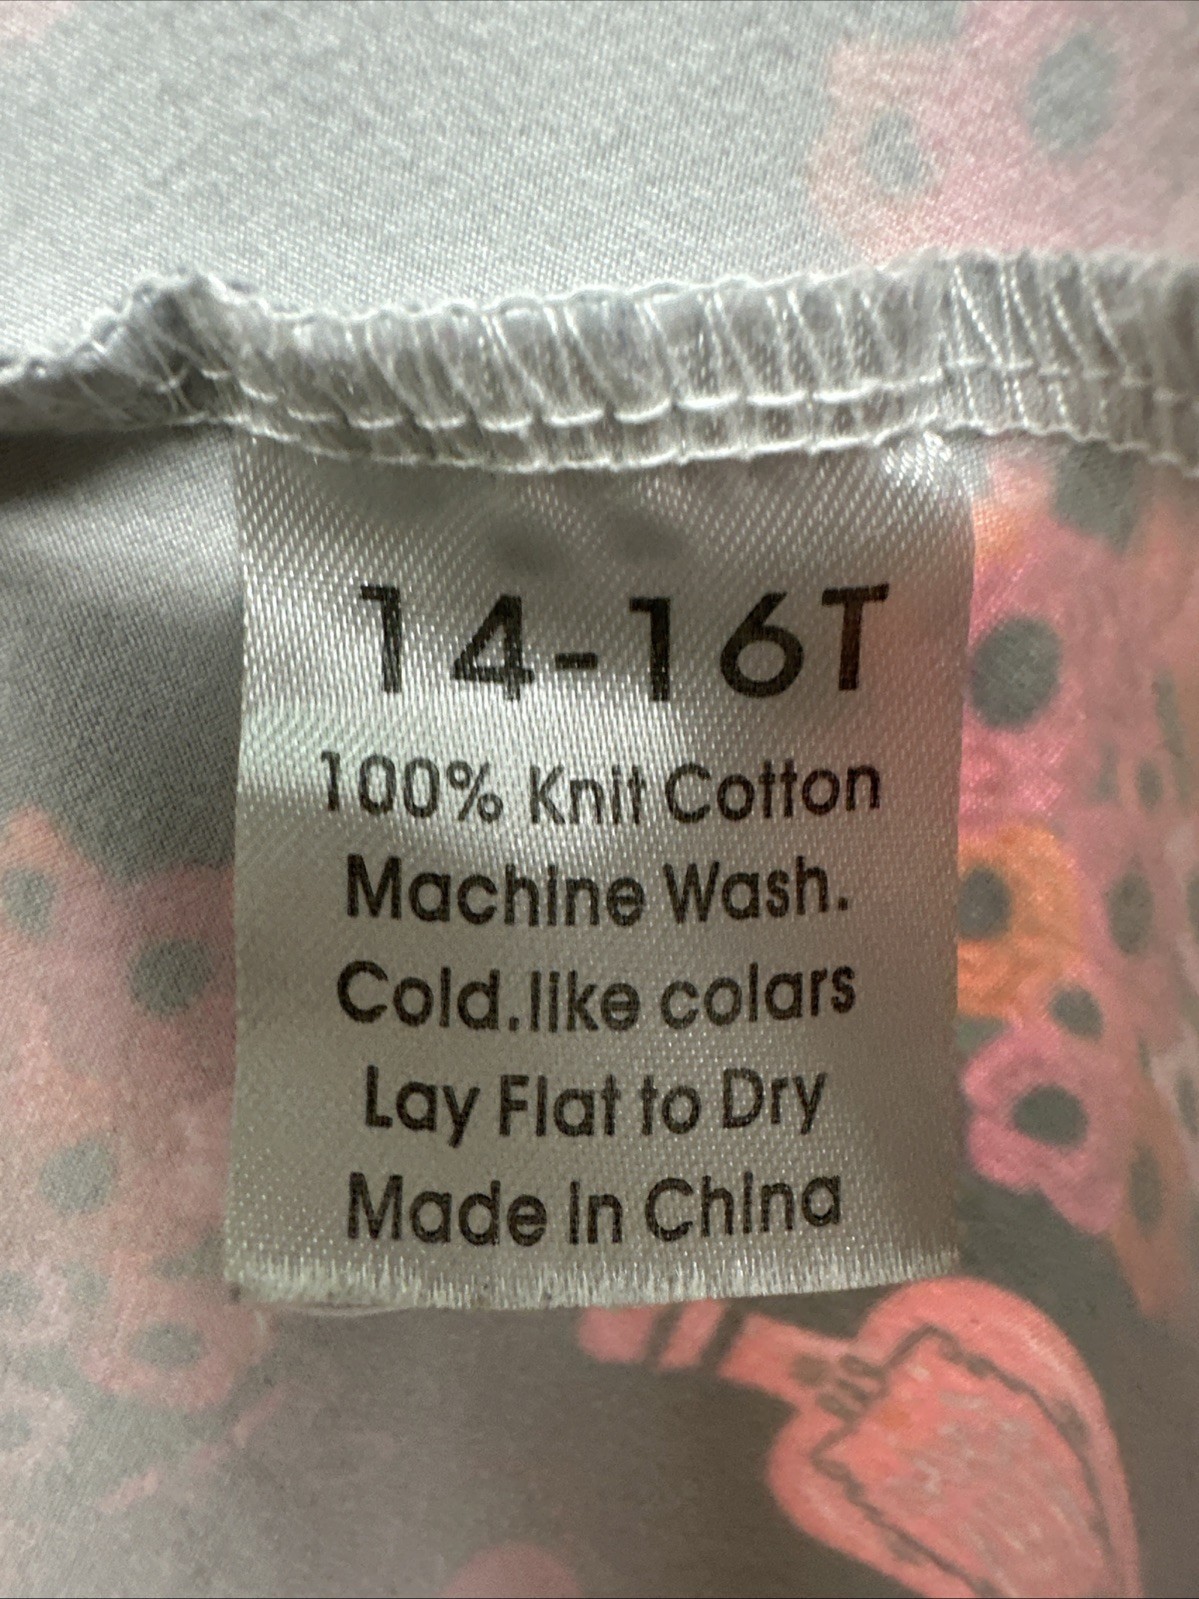 14-16T
100% Knit Cotton
Machine Wash.
Cold.like colars
Lay Flat to Dry
Made in China